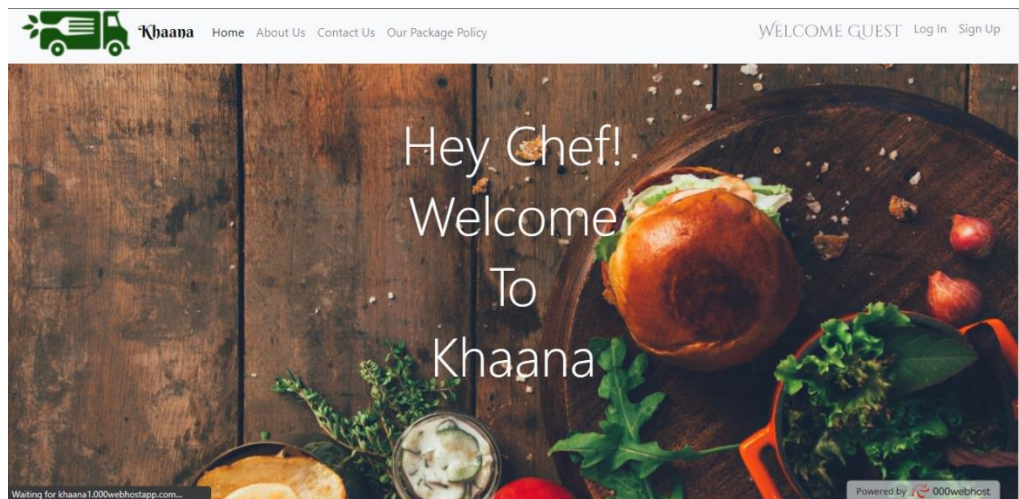 Khaana Home About Us Contact Us Our Package Policy WELCOME GUEST Log In Sign Up
Hey Chef!
Welcome
To
Khaana
Waiting for khaana1.000webhostapp.com...
Powered by 000webhost